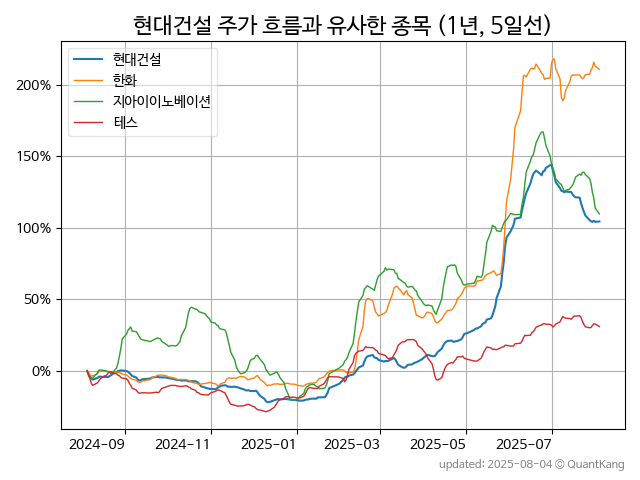 현대건설 주가 흐름과 유사한 종목 (1년, 5일선)
현대건설
한화
지아이이노베이션
테스
200%
150%
100%
50%
0%
2024-09 2024-11 2025-01 2025-03 2025-05 2025-07
updated: 2025-08-04 © QuantKang